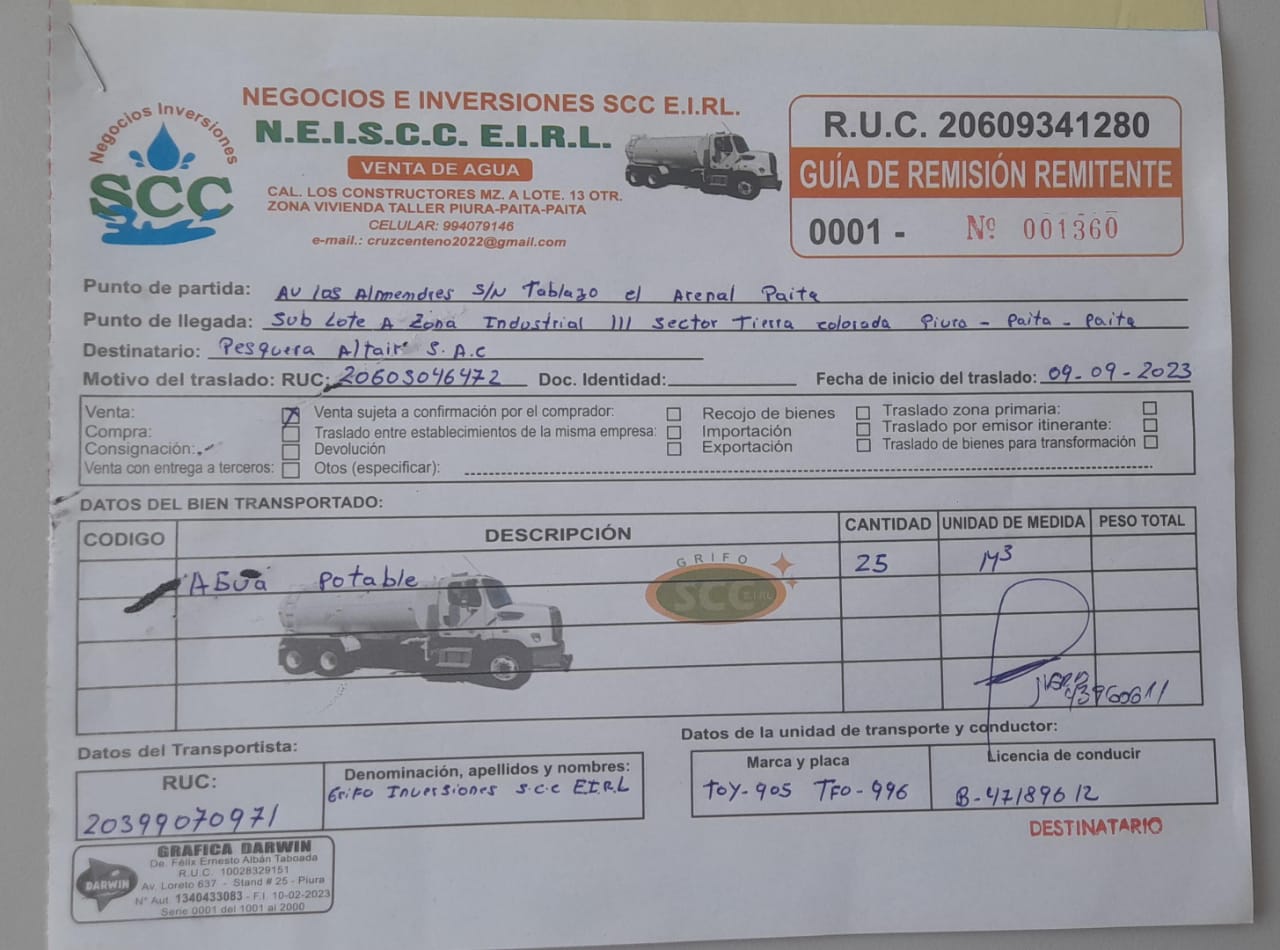 NEGOCIOS E INVERSIONES SCC E.I.RL.
Negocios Inversiones
SCC
N.E.I.S.C.C. E.I.R.L.
VENTA DE AGUA
CAL. LOS CONSTRUCTORES MZ. A LOTE. 13 OTR.
ZONA VIVIENDA TALLER PIURA-PAITA-PAITA
CELULAR: 994079146
e-mail.: cruzcenteno2022@gmail.com
R.U.C. 20609341280
GUÍA DE REMISIÓN REMITENTE
0001 - Nº 001360
Punto de partida: Av las Almendres S/N Tablazo el Arenal Paita
Punto de llegada: Sub Lote A Zona Industrial III Sector Tierra colorada Piura - Paita - Paita
Destinatario: Pesquera Altair S.A.c
Motivo del traslado: RUC: 20603046472 Doc. Identidad: Fecha de inicio del traslado: 09-09-2023
Venta: Venta sujeta a confirmación por el comprador: Recojo de bienes Traslado zona primaria:
Compra: Traslado entre establecimientos de la misma empresa: Importación Traslado por emisor itinerante:
Consignación: Devolución Exportación Traslado de bienes para transformación
Venta con entrega a terceros: Otos (especificar):
DATOS DEL BIEN TRANSPORTADO:
CODIGO DESCRIPCIÓN CANTIDAD UNIDAD DE MEDIDA PESO TOTAL
Agua Potable 25 M3
GRIFO
SCC E.I.RL
Datos del Transportista:
RUC: Denominación, apellidos y nombres:
20399070971 Grifo Inversiones s.c.c E.I.R.L
Datos de la unidad de transporte y conductor:
Marca y placa Licencia de conducir
TOY-905 TFO-996 B-47189612
DESTINATARIO
GRAFICA DARWIN
De. Félix Ernesto Albán Taboada
R.U.C. 10028329151
Av. Loreto 637 - Stand # 25 - Piura
N° Aut. 1340433083 - F.I. 10-02-2023
Serie 0001 del 1001 al 2000
DARWIN